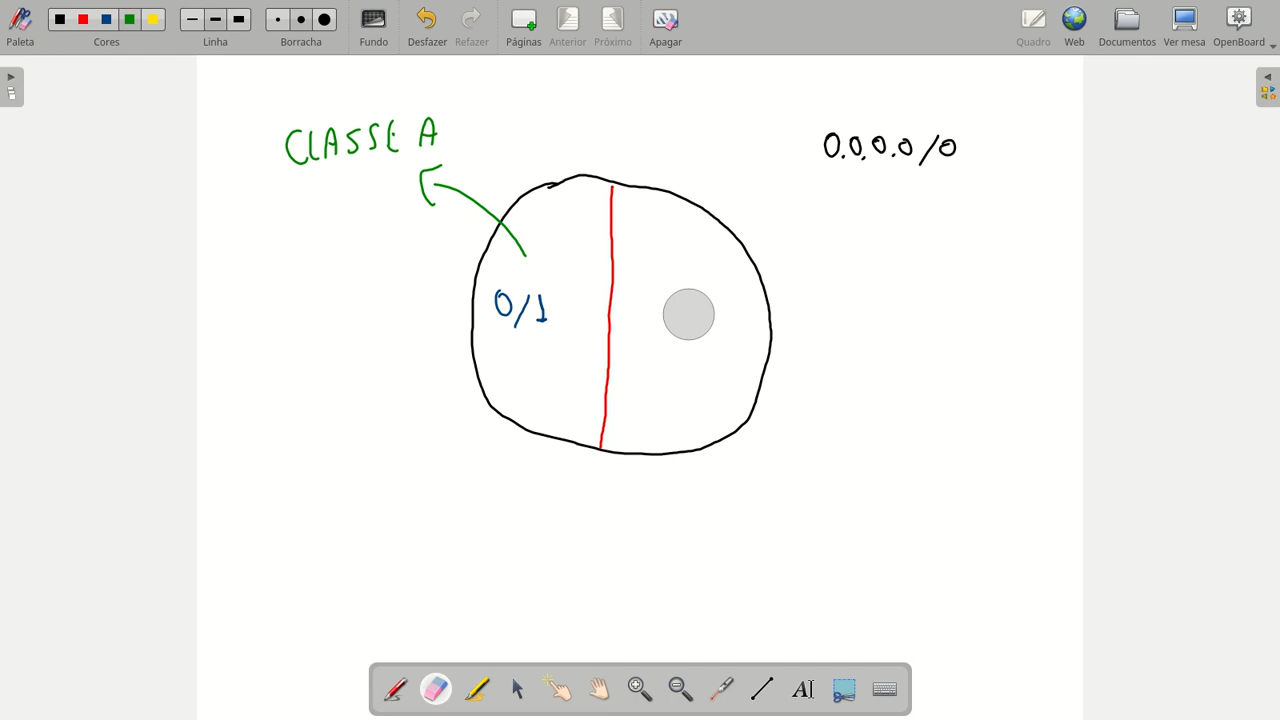 Paleta
Cores
Linha
Borracha
Fundo
Desfazer
Refazer
Páginas
Anterior
Próximo
Apagar
Quadro
Web
Documentos
Ver mesa
OpenBoard
CLASSE A
0.0.0.0/0
0/1
AI